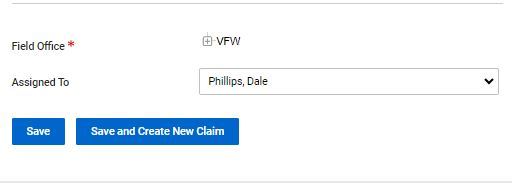 Field Office * VFW
Assigned To Phillips, Dale
Save Save and Create New Claim